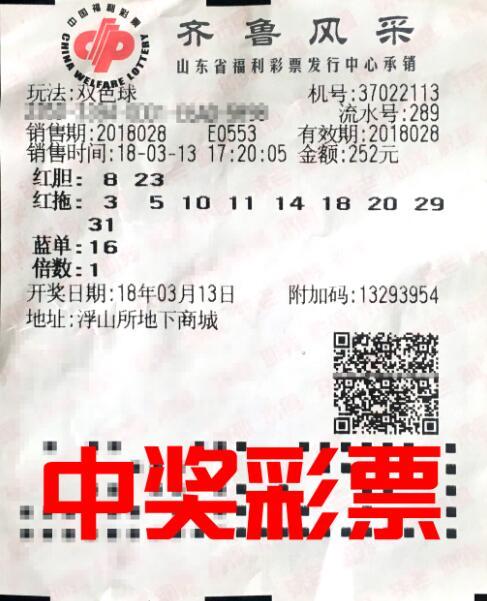 中国福利彩票
CHINA WELFARE LOTTERY
齐鲁风采
山东省福利彩票发行中心承销
玩法:双色球 机号:37022113
流水号:289
销售期:2018028 E0553 有效期:2018028
销售时间:18-03-13 17:20:05 金额:252元
红胆: 8 23
红拖: 3 5 10 11 14 18 20 29
31
蓝单:16
倍数:1
开奖日期:18年03月13日 附加码:13293954
地址:浮山所地下商城
中奖彩票